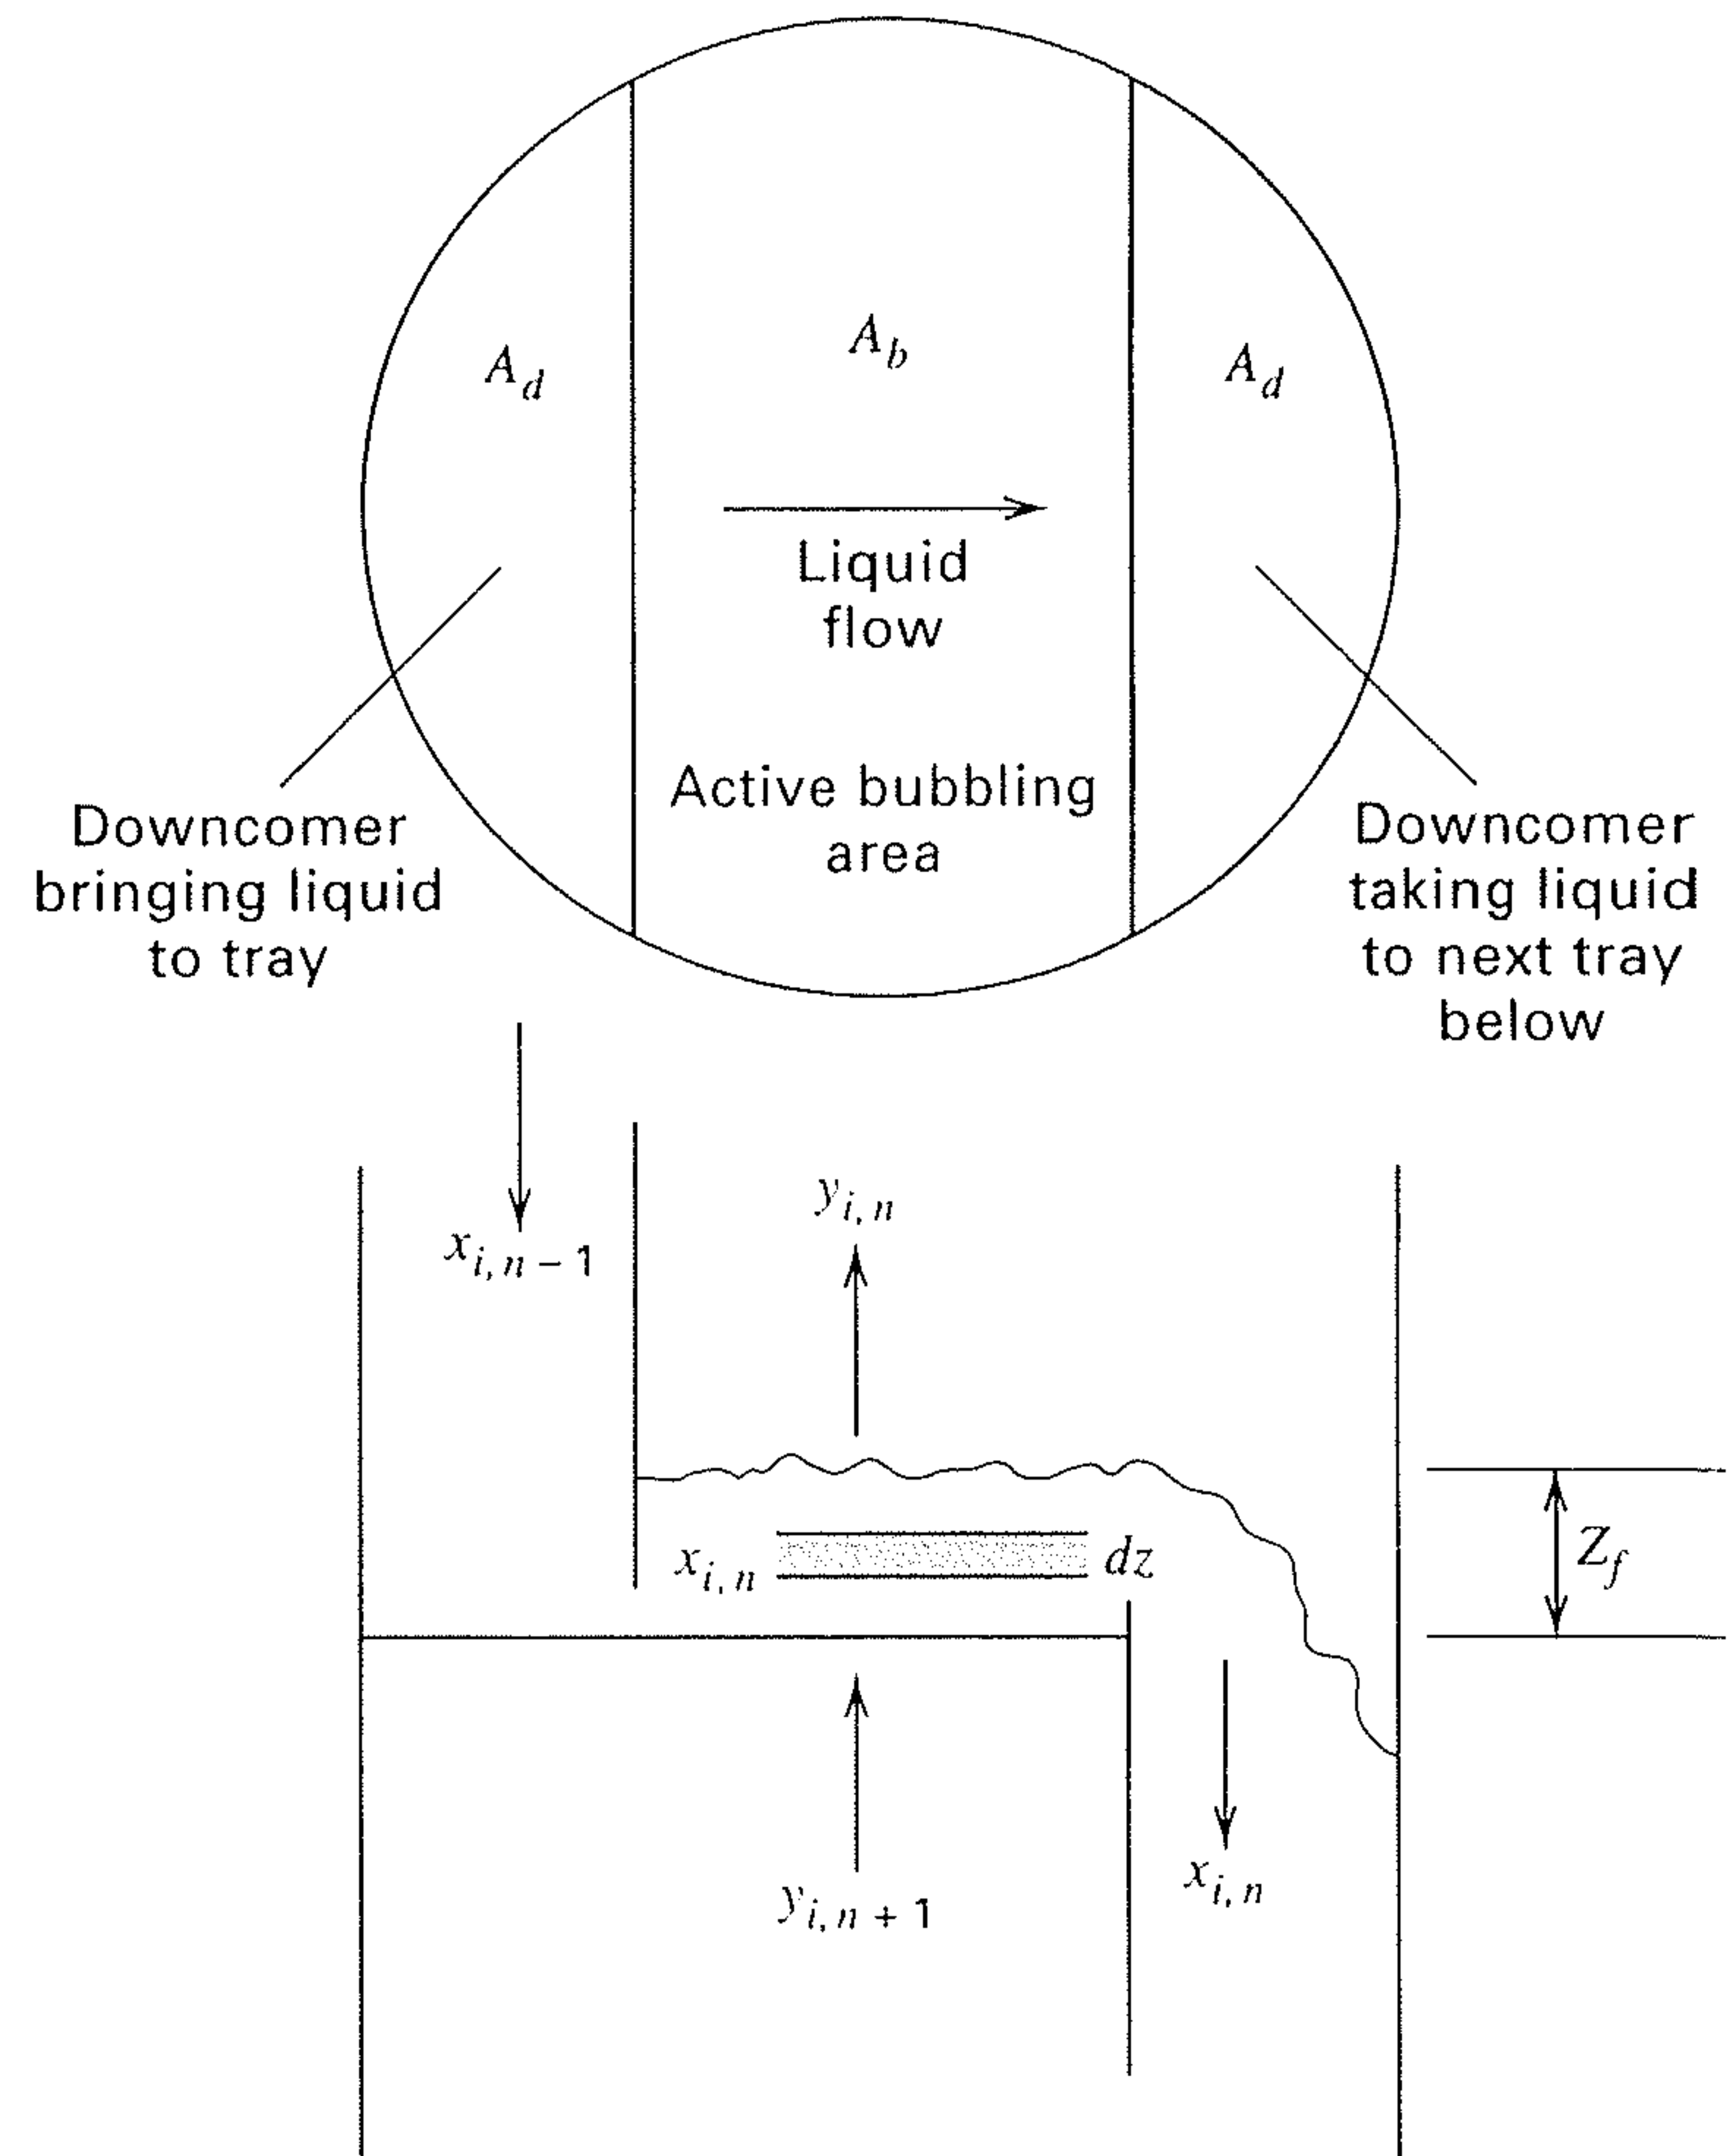 A_d
A_b
A_d
Liquid
flow
Active bubbling
area
Downcomer
bringing liquid
to tray
Downcomer
taking liquid
to next tray
below
x_{i, n – 1}
y_{i, n}
x_{i, n}
dz
Z_f
y_{i, n + 1}
x_{i, n}